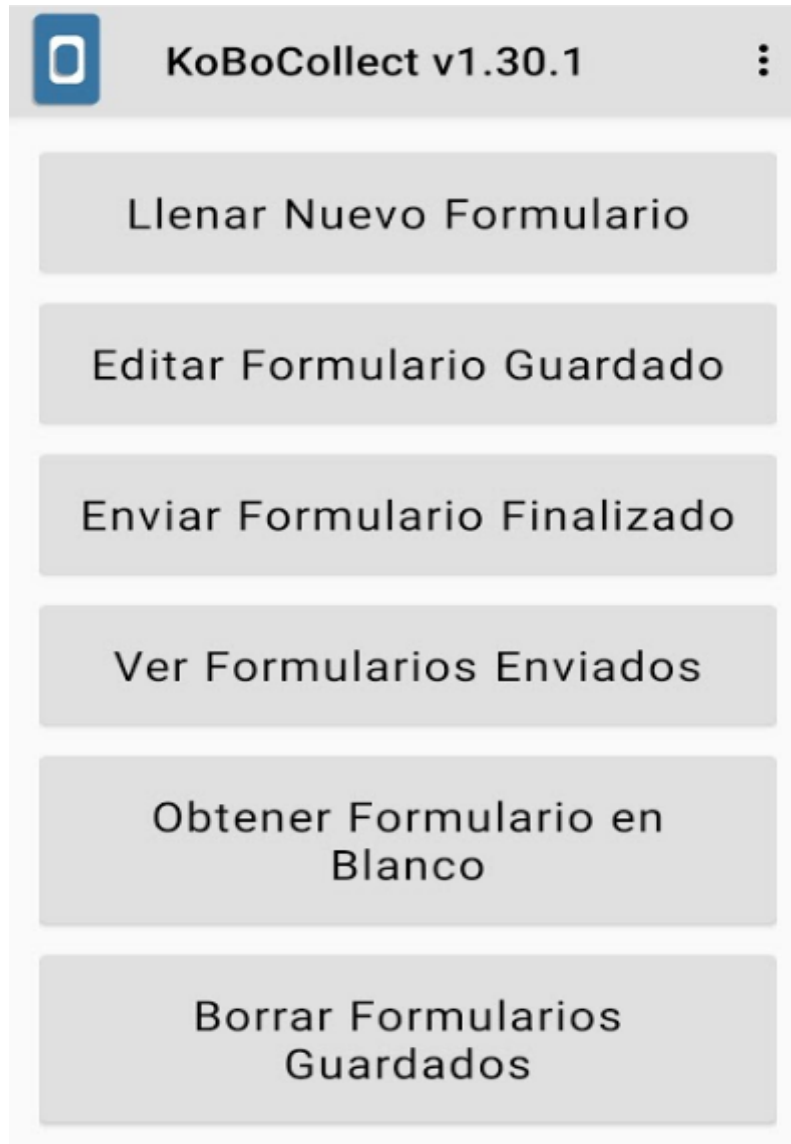 KoBoCollect v1.30.1
Llenar Nuevo Formulario
Editar Formulario Guardado
Enviar Formulario Finalizado
Ver Formularios Enviados
Obtener Formulario en
Blanco
Borrar Formularios
Guardados